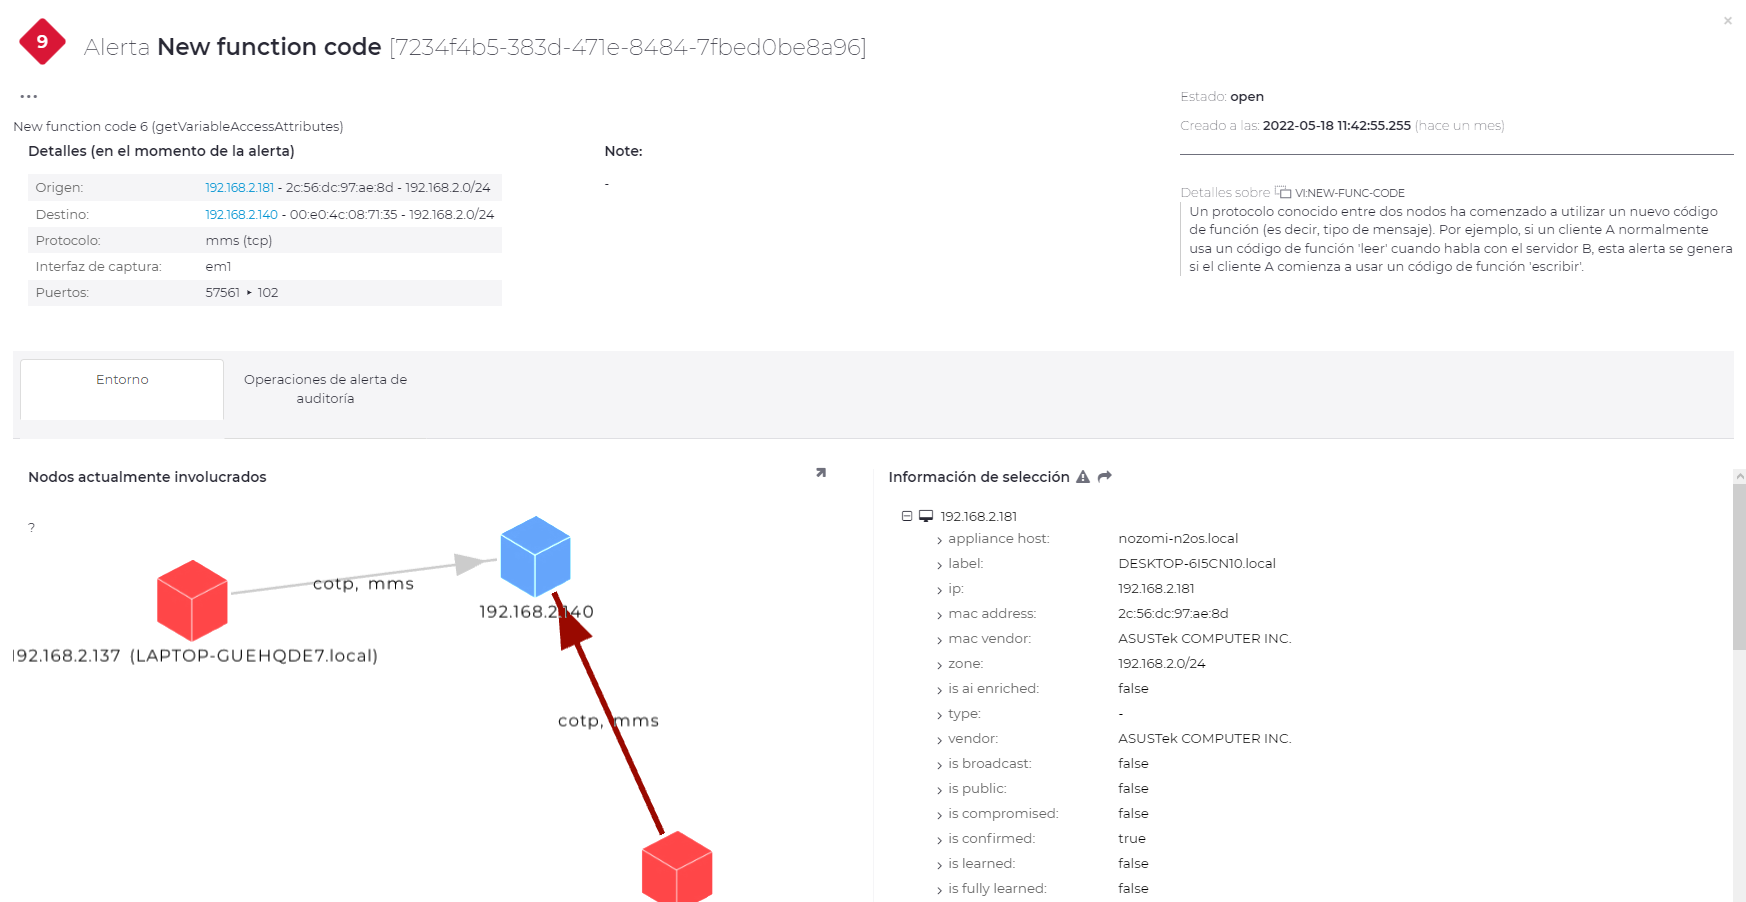 ×
9 Alerta New function code [7234f4b5-383d-471e-8484-7fbed0be8a96]
...
New function code 6 (getVariableAccessAttributes)
Detalles (en el momento de la alerta)
Origen: 192.168.2.181 - 2c:56:dc:97:ae:8d - 192.168.2.0/24
Destino: 192.168.2.140 - 00:e0:4c:08:71:35 - 192.168.2.0/24
Protocolo: mms (tcp)
Interfaz de captura: em1
Puertos: 57561 ▸ 102
Note:
-
Estado: open
Creado a las: 2022-05-18 11:42:55.255 (hace un mes)
Detalles sobre VI:NEW-FUNC-CODE
Un protocolo conocido entre dos nodos ha comenzado a utilizar un nuevo código
de función (es decir, tipo de mensaje). Por ejemplo, si un cliente A normalmente
usa un código de función 'leer' cuando habla con el servidor B, esta alerta se genera
si el cliente A comienza a usar un código de función 'escribir'.
Entorno
Operaciones de alerta de
auditoría
Nodos actualmente involucrados
?
cotp, mms
192.168.2.140
192.168.2.137 (LAPTOP-GUEHQDE7.local)
cotp, mms
Información de selección
192.168.2.181
appliance host: nozomi-n2os.local
label: DESKTOP-6I5CN10.local
ip: 192.168.2.181
mac address: 2c:56:dc:97:ae:8d
mac vendor: ASUSTek COMPUTER INC.
zone: 192.168.2.0/24
is ai enriched: false
type: -
vendor: ASUSTek COMPUTER INC.
is broadcast: false
is public: false
is compromised: false
is confirmed: true
is learned: false
is fully learned: false